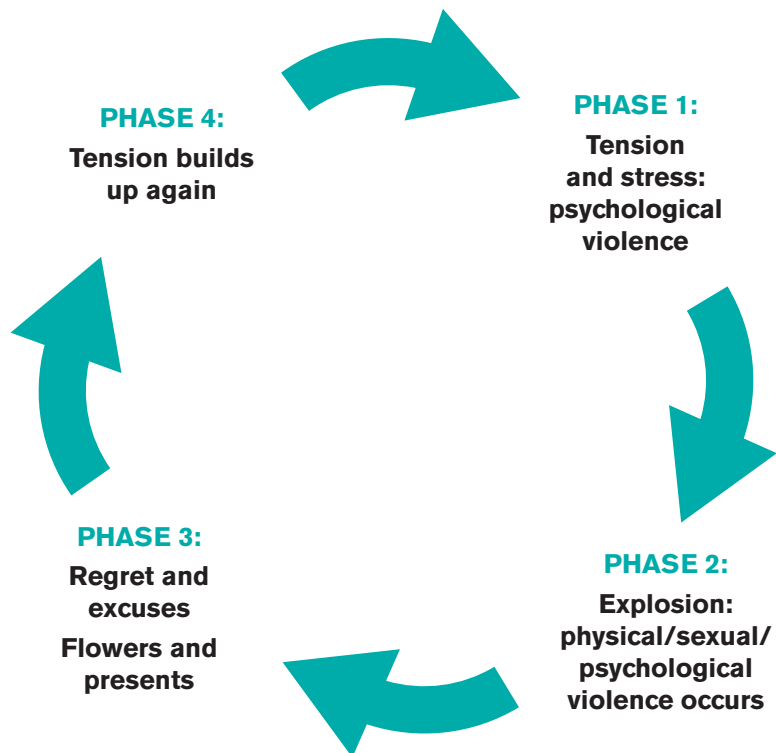 PHASE 1:
Tension
and stress:
psychological
violence
PHASE 2:
Explosion:
physical/sexual/
psychological
violence occurs
PHASE 3:
Regret and
excuses
Flowers and
presents
PHASE 4:
Tension builds
up again